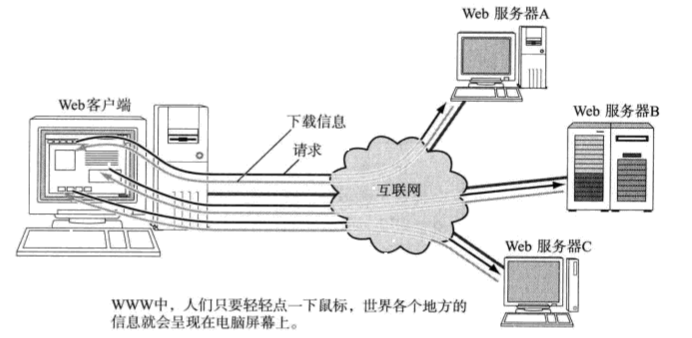 Web 服务器A
Web客户端
Web 服务器B
下载信息
请求
互联网
Web 服务器C
WWW中，人们只要轻轻点一下鼠标，世界各个地方的
信息就会呈现在电脑屏幕上。